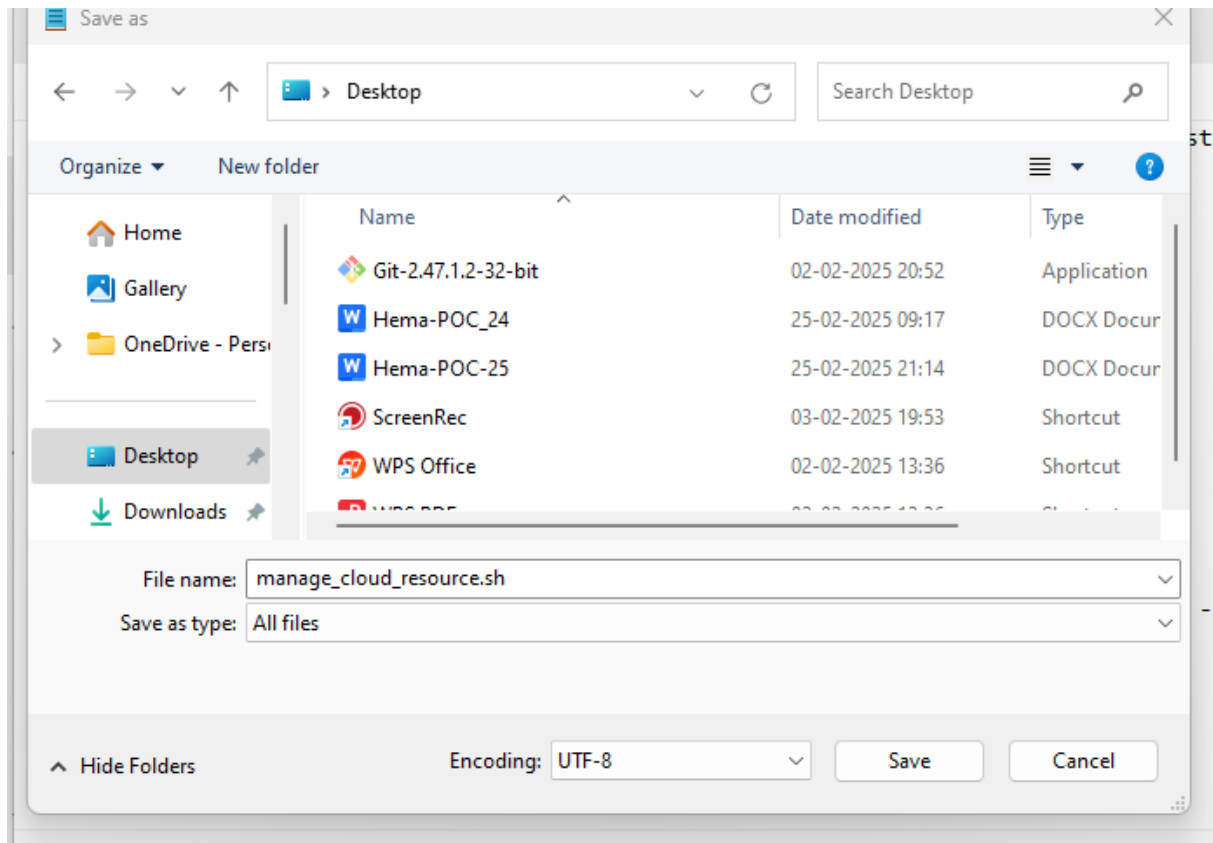 Save as
Desktop
Search Desktop
st
Organize
New folder
Name
Date modified
Type
Home
Gallery
OneDrive - Perso
Desktop
Downloads
Git-2.47.1.2-32-bit 02-02-2025 20:52 Application
Hema-POC_24 25-02-2025 09:17 DOCX Docur
Hema-POC-25 25-02-2025 21:14 DOCX Docur
ScreenRec 03-02-2025 19:53 Shortcut
WPS Office 02-02-2025 13:36 Shortcut
File name: manage_cloud_resource.sh
Save as type: All files
-
Hide Folders
Encoding: UTF-8
Save
Cancel